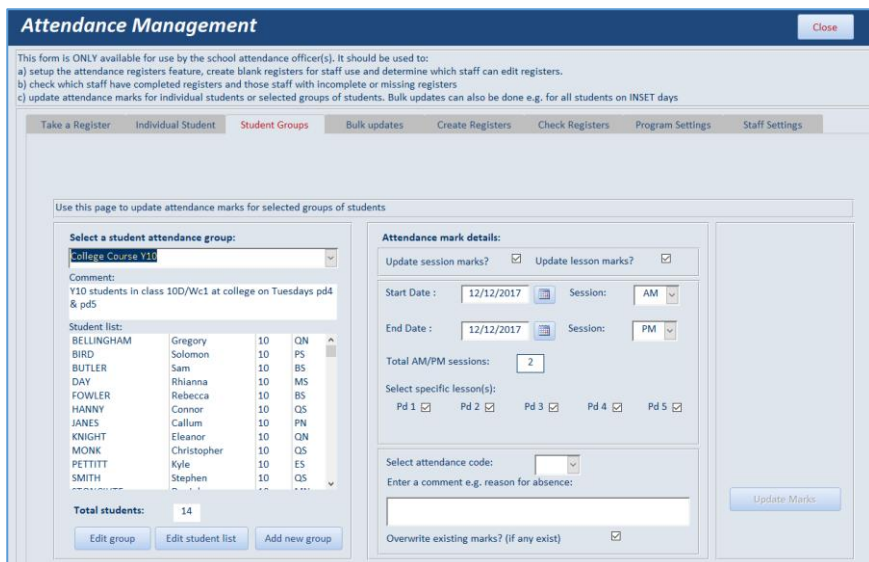 Attendance Management
Close
This form is ONLY available for use by the school attendance officer(s). It should be used to:
a) setup the attendance registers feature, create blank registers for staff use and determine which staff can edit registers.
b) check which staff have completed registers and those staff with incomplete or missing registers
c) update attendance marks for individual students or selected groups of students. Bulk updates can also be done e.g. for all students on INSET days
Take a Register Individual Student Student Groups Bulk updates Create Registers Check Registers Program Settings Staff Settings
Use this page to update attendance marks for selected groups of students
Select a student attendance group:
College Course Y10
Comment:
Y10 students in class 10D/Wc1 at college on Tuesdays pd4
& pd5
Student list:
BELLINGHAM Gregory 10 QN
BIRD Solomon 10 PS
BUTLER Sam 10 BS
DAY Rhianna 10 MS
FOWLER Rebecca 10 BS
HANNY Connor 10 QS
JANES Callum 10 PN
KNIGHT Eleanor 10 QN
MONK Christopher 10 QS
PETTITT Kyle 10 ES
SMITH Stephen 10 QS
Total students: 14
Edit group Edit student list Add new group
Attendance mark details:
Update session marks? Update lesson marks?
Start Date : 12/12/2017 Session: AM
End Date : 12/12/2017 Session: PM
Total AM/PM sessions: 2
Select specific lesson(s):
Pd 1 Pd 2 Pd 3 Pd 4 Pd 5
Select attendance code:
Enter a comment e.g. reason for absence:
Overwrite existing marks? (if any exist)
Update Marks